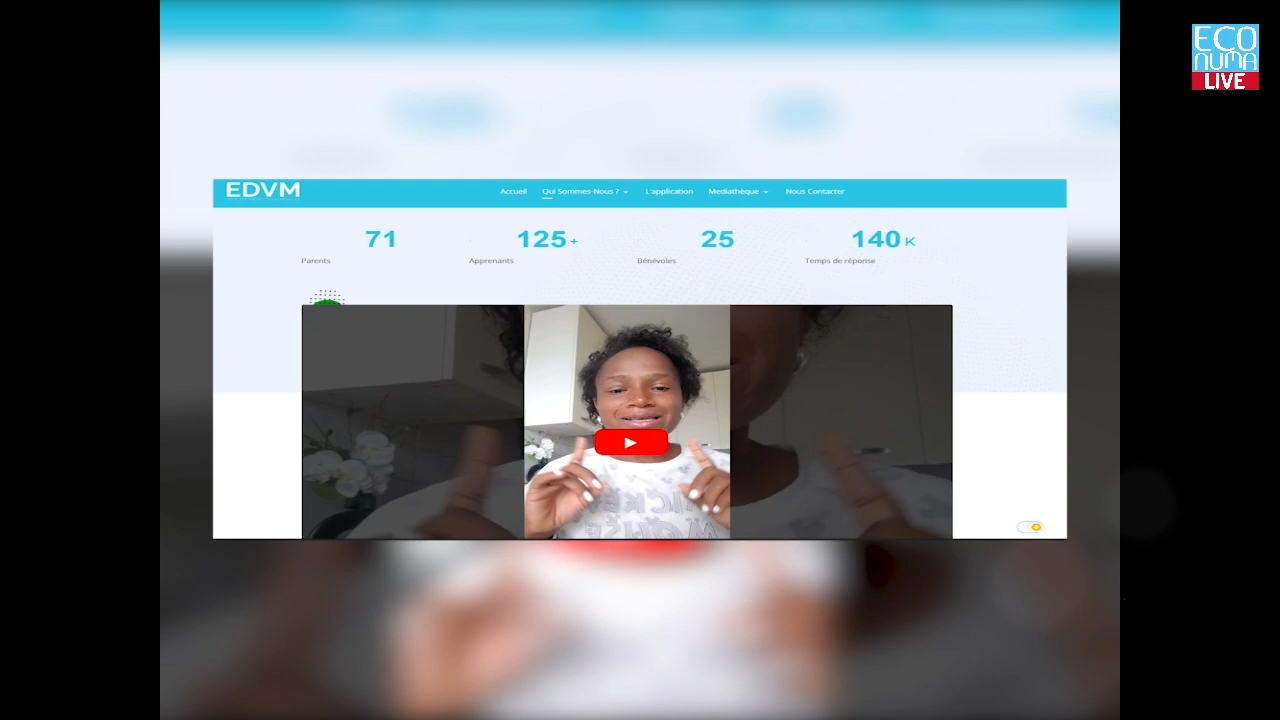 ECO
NUMA
LIVE
EDVM
Accueil Qui Sommes-Nous ? L'application Mediathèque Nous Contacter
71 125+ 25 140 K
Parents Apprenants Bénévoles Temps de réponse